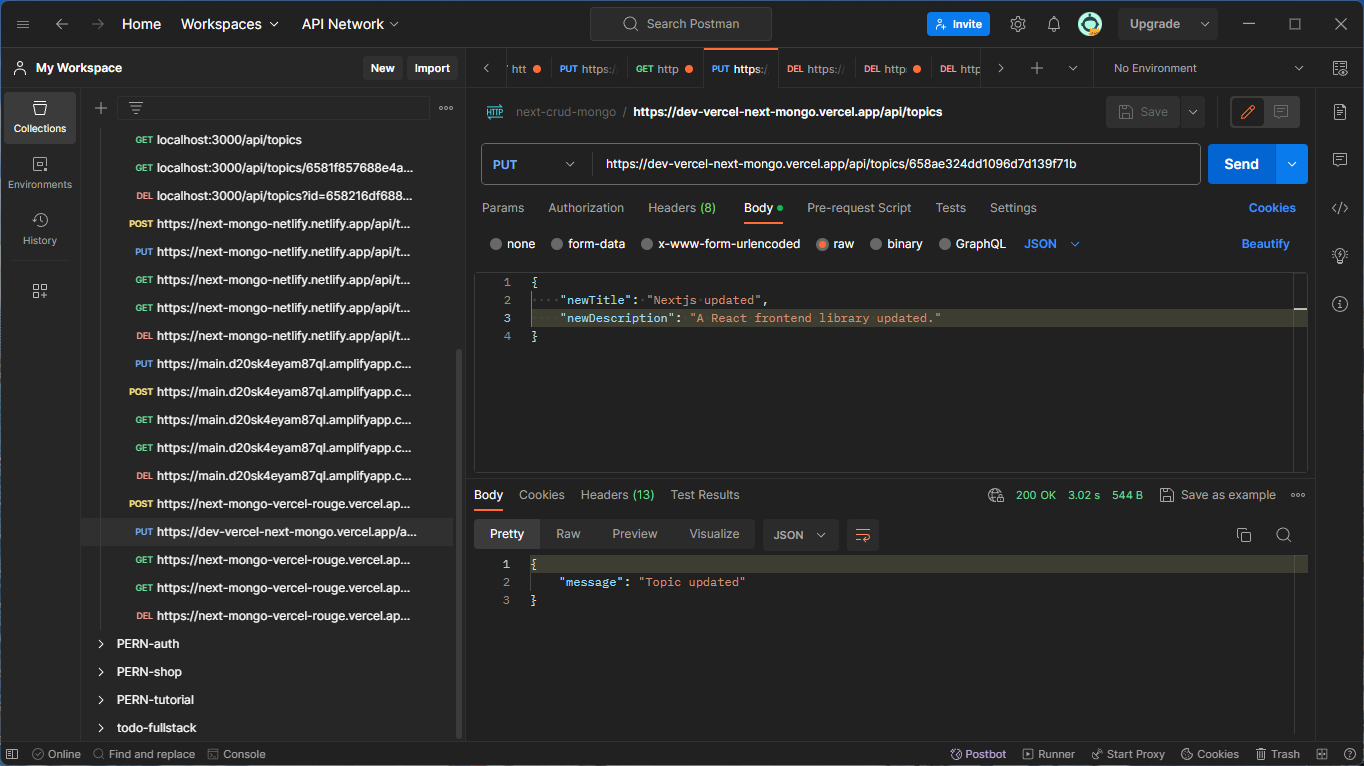 Home Workspaces API Network Search Postman Invite Upgrade
My Workspace New Import
htt PUT https:/ GET http PUT https:/ DEL https:// DEL http DEL http No Environment
Collections
Environments
History
GET localhost:3000/api/topics
GET localhost:3000/api/topics/6581f857688e4a...
DEL localhost:3000/api/topics?id=658216df688...
POST https://next-mongo-netlify.netlify.app/api/t...
PUT https://next-mongo-netlify.netlify.app/api/t...
GET https://next-mongo-netlify.netlify.app/api/t...
GET https://next-mongo-netlify.netlify.app/api/t...
DEL https://next-mongo-netlify.netlify.app/api/t...
PUT https://main.d20sk4eyam87ql.amplifyapp.c...
POST https://main.d20sk4eyam87ql.amplifyapp.c...
GET https://main.d20sk4eyam87ql.amplifyapp.c...
GET https://main.d20sk4eyam87ql.amplifyapp.c...
DEL https://main.d20sk4eyam87ql.amplifyapp.c...
POST https://next-mongo-vercel-rouge.vercel.ap...
PUT https://dev-vercel-next-mongo.vercel.app/a...
GET https://next-mongo-vercel-rouge.vercel.ap...
GET https://next-mongo-vercel-rouge.vercel.ap...
DEL https://next-mongo-vercel-rouge.vercel.ap...
PERN-auth
PERN-shop
PERN-tutorial
todo-fullstack
HTTP next-crud-mongo / https://dev-vercel-next-mongo.vercel.app/api/topics Save
PUT https://dev-vercel-next-mongo.vercel.app/api/topics/658ae324dd1096d7d139f71b Send
Params Authorization Headers (8) Body Pre-request Script Tests Settings Cookies
none form-data x-www-form-urlencoded raw binary GraphQL JSON Beautify
1 {
2 "newTitle": "Nextjs updated",
3 "newDescription": "A React frontend library updated."
4 }
Body Cookies Headers (13) Test Results 200 OK 3.02 s 544 B Save as example
Pretty Raw Preview Visualize JSON
1 {
2 "message": "Topic updated"
3 }
Online Find and replace Console Postbot Runner Start Proxy Cookies Trash